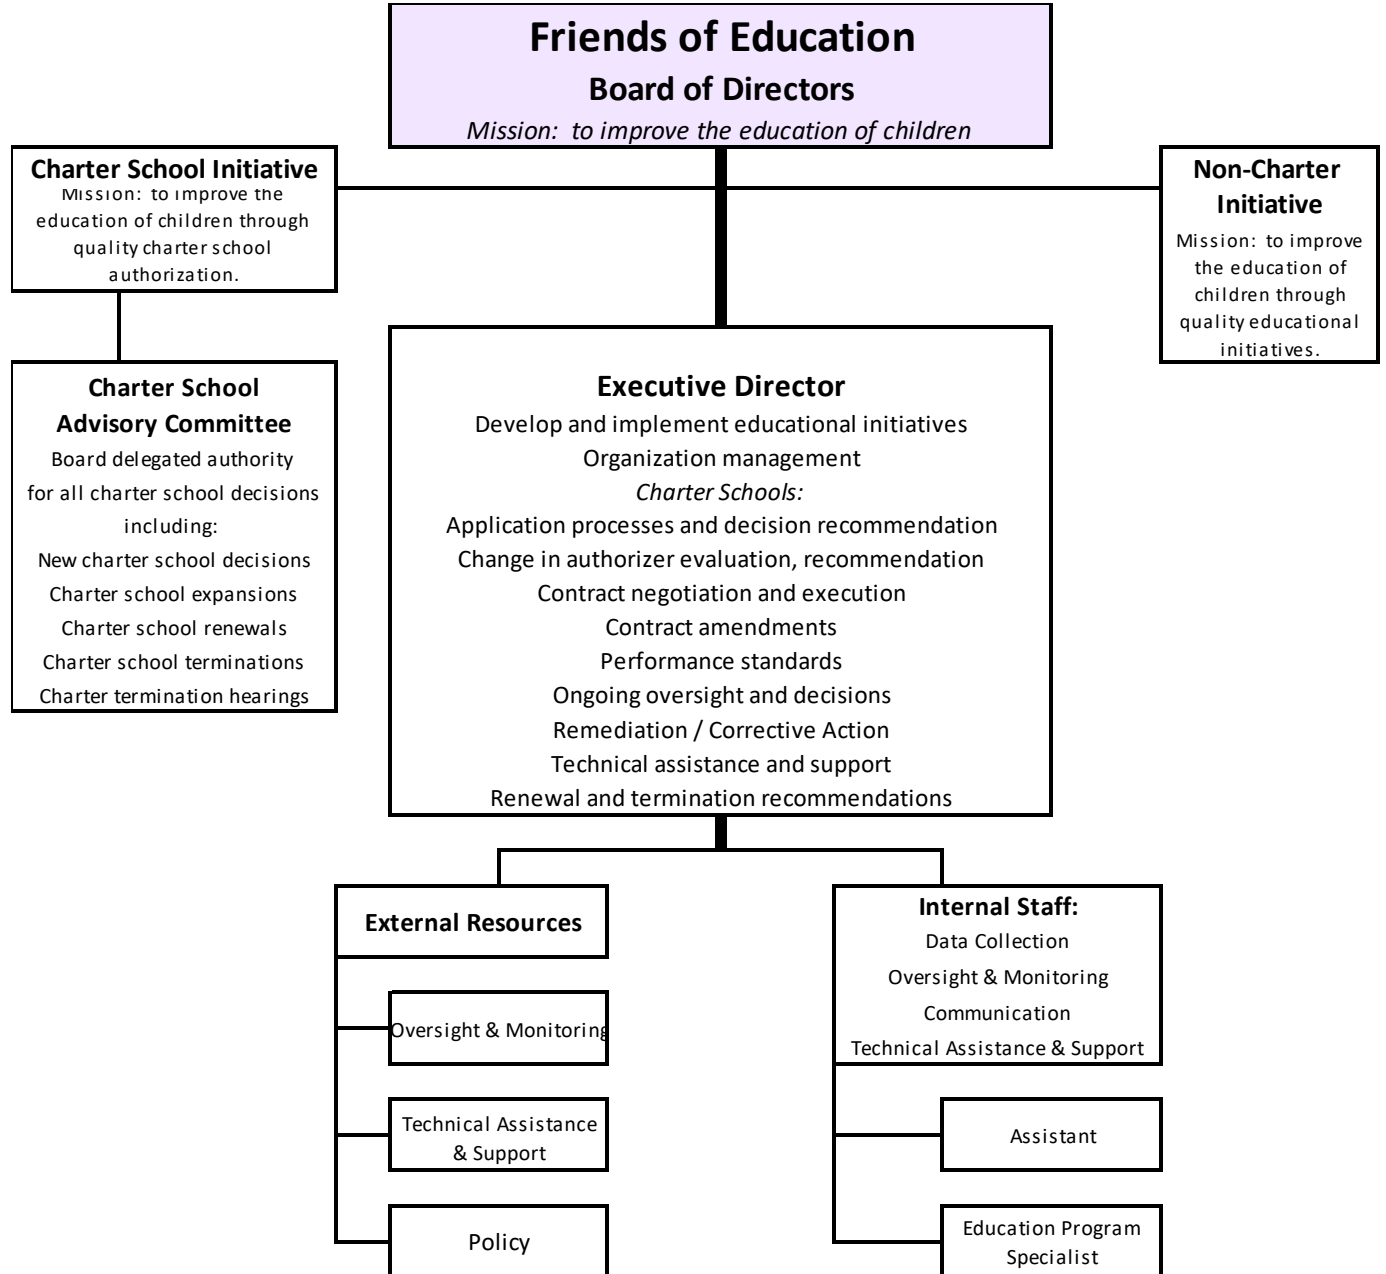 Friends of Education
Board of Directors
Mission:  to improve the education of children
Charter School Initiative
Mission:  to improve the
education of children through
quality charter school
authorization.
Non-Charter
Initiative
Mission:  to improve
the education of
children through
quality educational
initiatives.
Charter School
Advisory Committee
Board delegated authority
for all charter school decisions
including:
New charter school decisions
Charter school expansions
Charter school renewals
Charter school terminations
Charter termination hearings
Executive Director
Develop and implement educational initiatives
Organization management
Charter Schools:
Application processes and decision recommendation
Change in authorizer evaluation, recommendation
Contract negotiation and execution
Contract amendments
Performance standards
Ongoing oversight and decisions
Remediation / Corrective Action
Technical assistance and support
Renewal and termination recommendations
External Resources
Oversight & Monitoring
Technical Assistance
& Support
Policy
Internal Staff:
Data Collection
Oversight & Monitoring
Communication
Technical Assistance & Support
Assistant
Education Program
Specialist